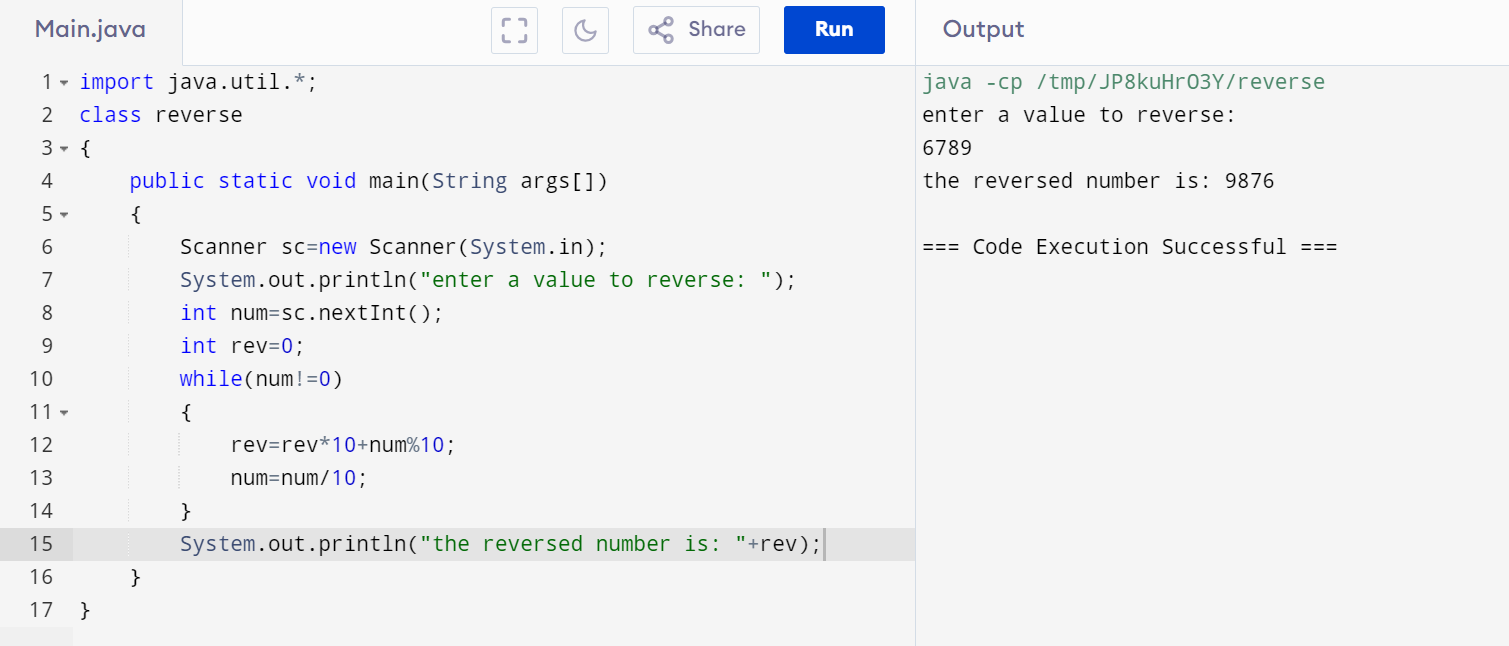 Main.java
Share
Run
Output
1 import java.util.*;
2 class reverse
3 {
4     public static void main(String args[])
5     {
6         Scanner sc=new Scanner(System.in);
7         System.out.println("enter a value to reverse: ");
8         int num=sc.nextInt();
9         int rev=0;
10         while(num!=0)
11         {
12             rev=rev*10+num%10;
13             num=num/10;
14         }
15         System.out.println("the reversed number is: "+rev);
16     }
17 }
java -cp /tmp/JP8kuHrO3Y/reverse
enter a value to reverse:
6789
the reversed number is: 9876
=== Code Execution Successful ===